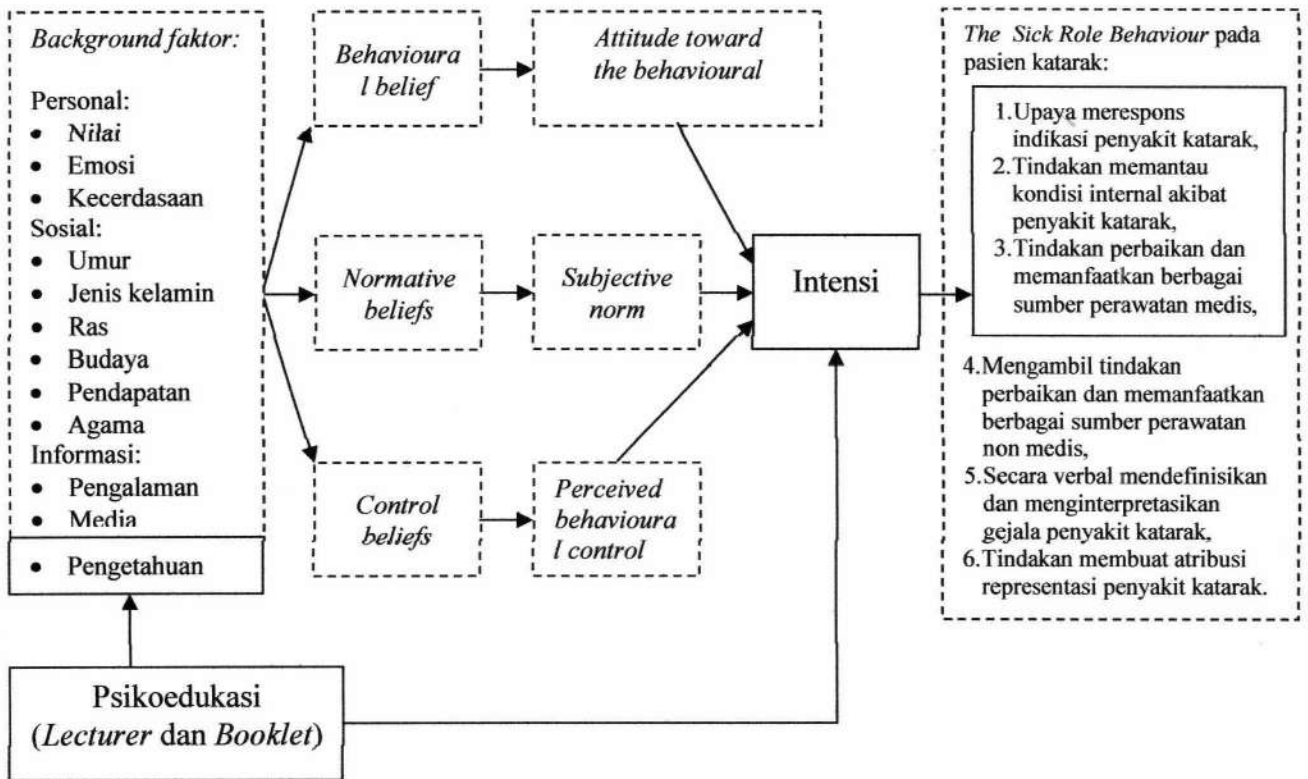 Background faktor:
Personal:
• Nilai
• Emosi
• Kecerdasaan
Sosial:
• Umur
• Jenis kelamin
• Ras
• Budaya
• Pendapatan
• Agama
Informasi:
• Pengalaman
• Media
• Pengetahuan
Psikoedukasi
(Lecturer dan Booklet)
Behavioura
l belief
Attitude toward
the behavioural
Normative
beliefs
Subjective
norm
Control
beliefs
Perceived
behavioura
l control
Intensi
The Sick Role Behaviour pada
pasien katarak:
1.Upaya merespons
indikasi penyakit katarak,
2.Tindakan memantau
kondisi internal akibat
penyakit katarak,
3.Tindakan perbaikan dan
memanfaatkan berbagai
sumber perawatan medis,
4.Mengambil tindakan
perbaikan dan memanfaatkan
berbagai sumber perawatan
non medis,
5.Secara verbal mendefinisikan
dan menginterpretasikan
gejala penyakit katarak,
6.Tindakan membuat atribusi
representasi penyakit katarak.